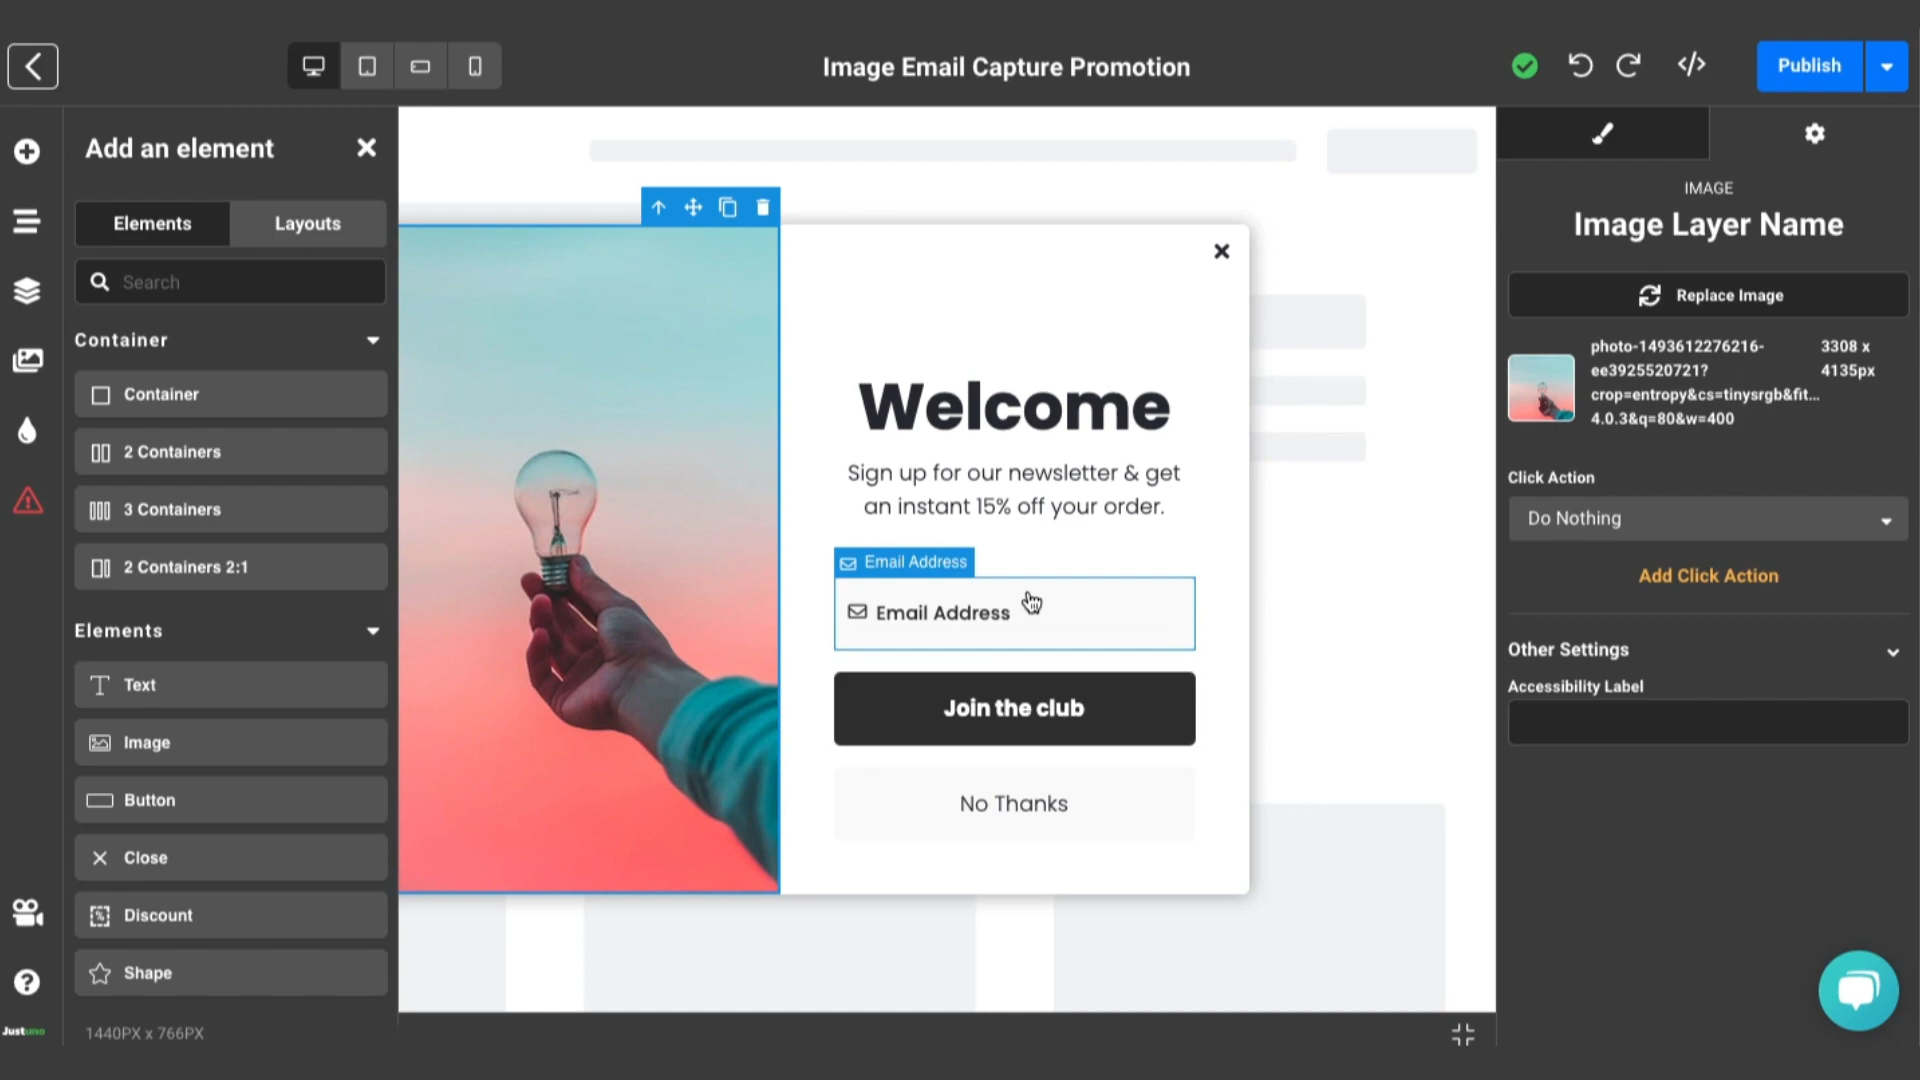 Image Email Capture Promotion
Publish
Add an element
Elements
Layouts
Search
Container
Container
2 Containers
3 Containers
2 Containers 2:1
Elements
Text
Image
Button
Close
Discount
Shape
Justuno
1440PX x 766PX
Welcome
Sign up for our newsletter & get
an instant 15% off your order.
Email Address
Email Address
Join the club
No Thanks
IMAGE
Image Layer Name
Replace Image
photo-1493612276216-
ee3925520721?
crop=entropy&cs=tinysrgb&fit...
4.0.3&q=80&w=400
3308 x
4135px
Click Action
Do Nothing
Add Click Action
Other Settings
Accessibility Label